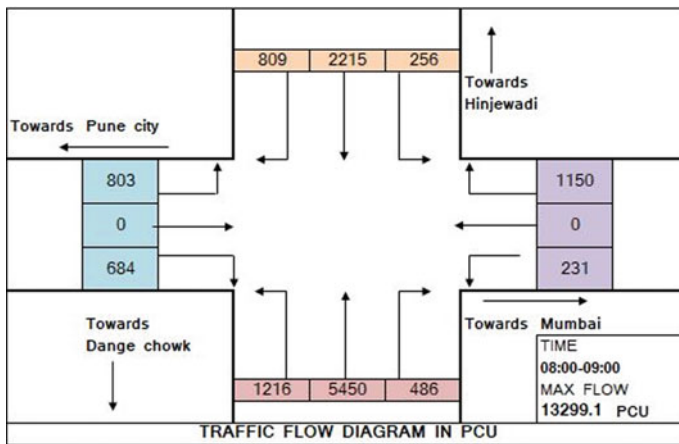 809 2215 256
Towards
Hinjewadi
Towards Pune city
803
0
684
1150
0
231
Towards
Dange chowk
Towards Mumbai
TIME
08:00-09:00
MAX FLOW
13299.1 PCU
1216 5450 486
TRAFFIC FLOW DIAGRAM IN PCU